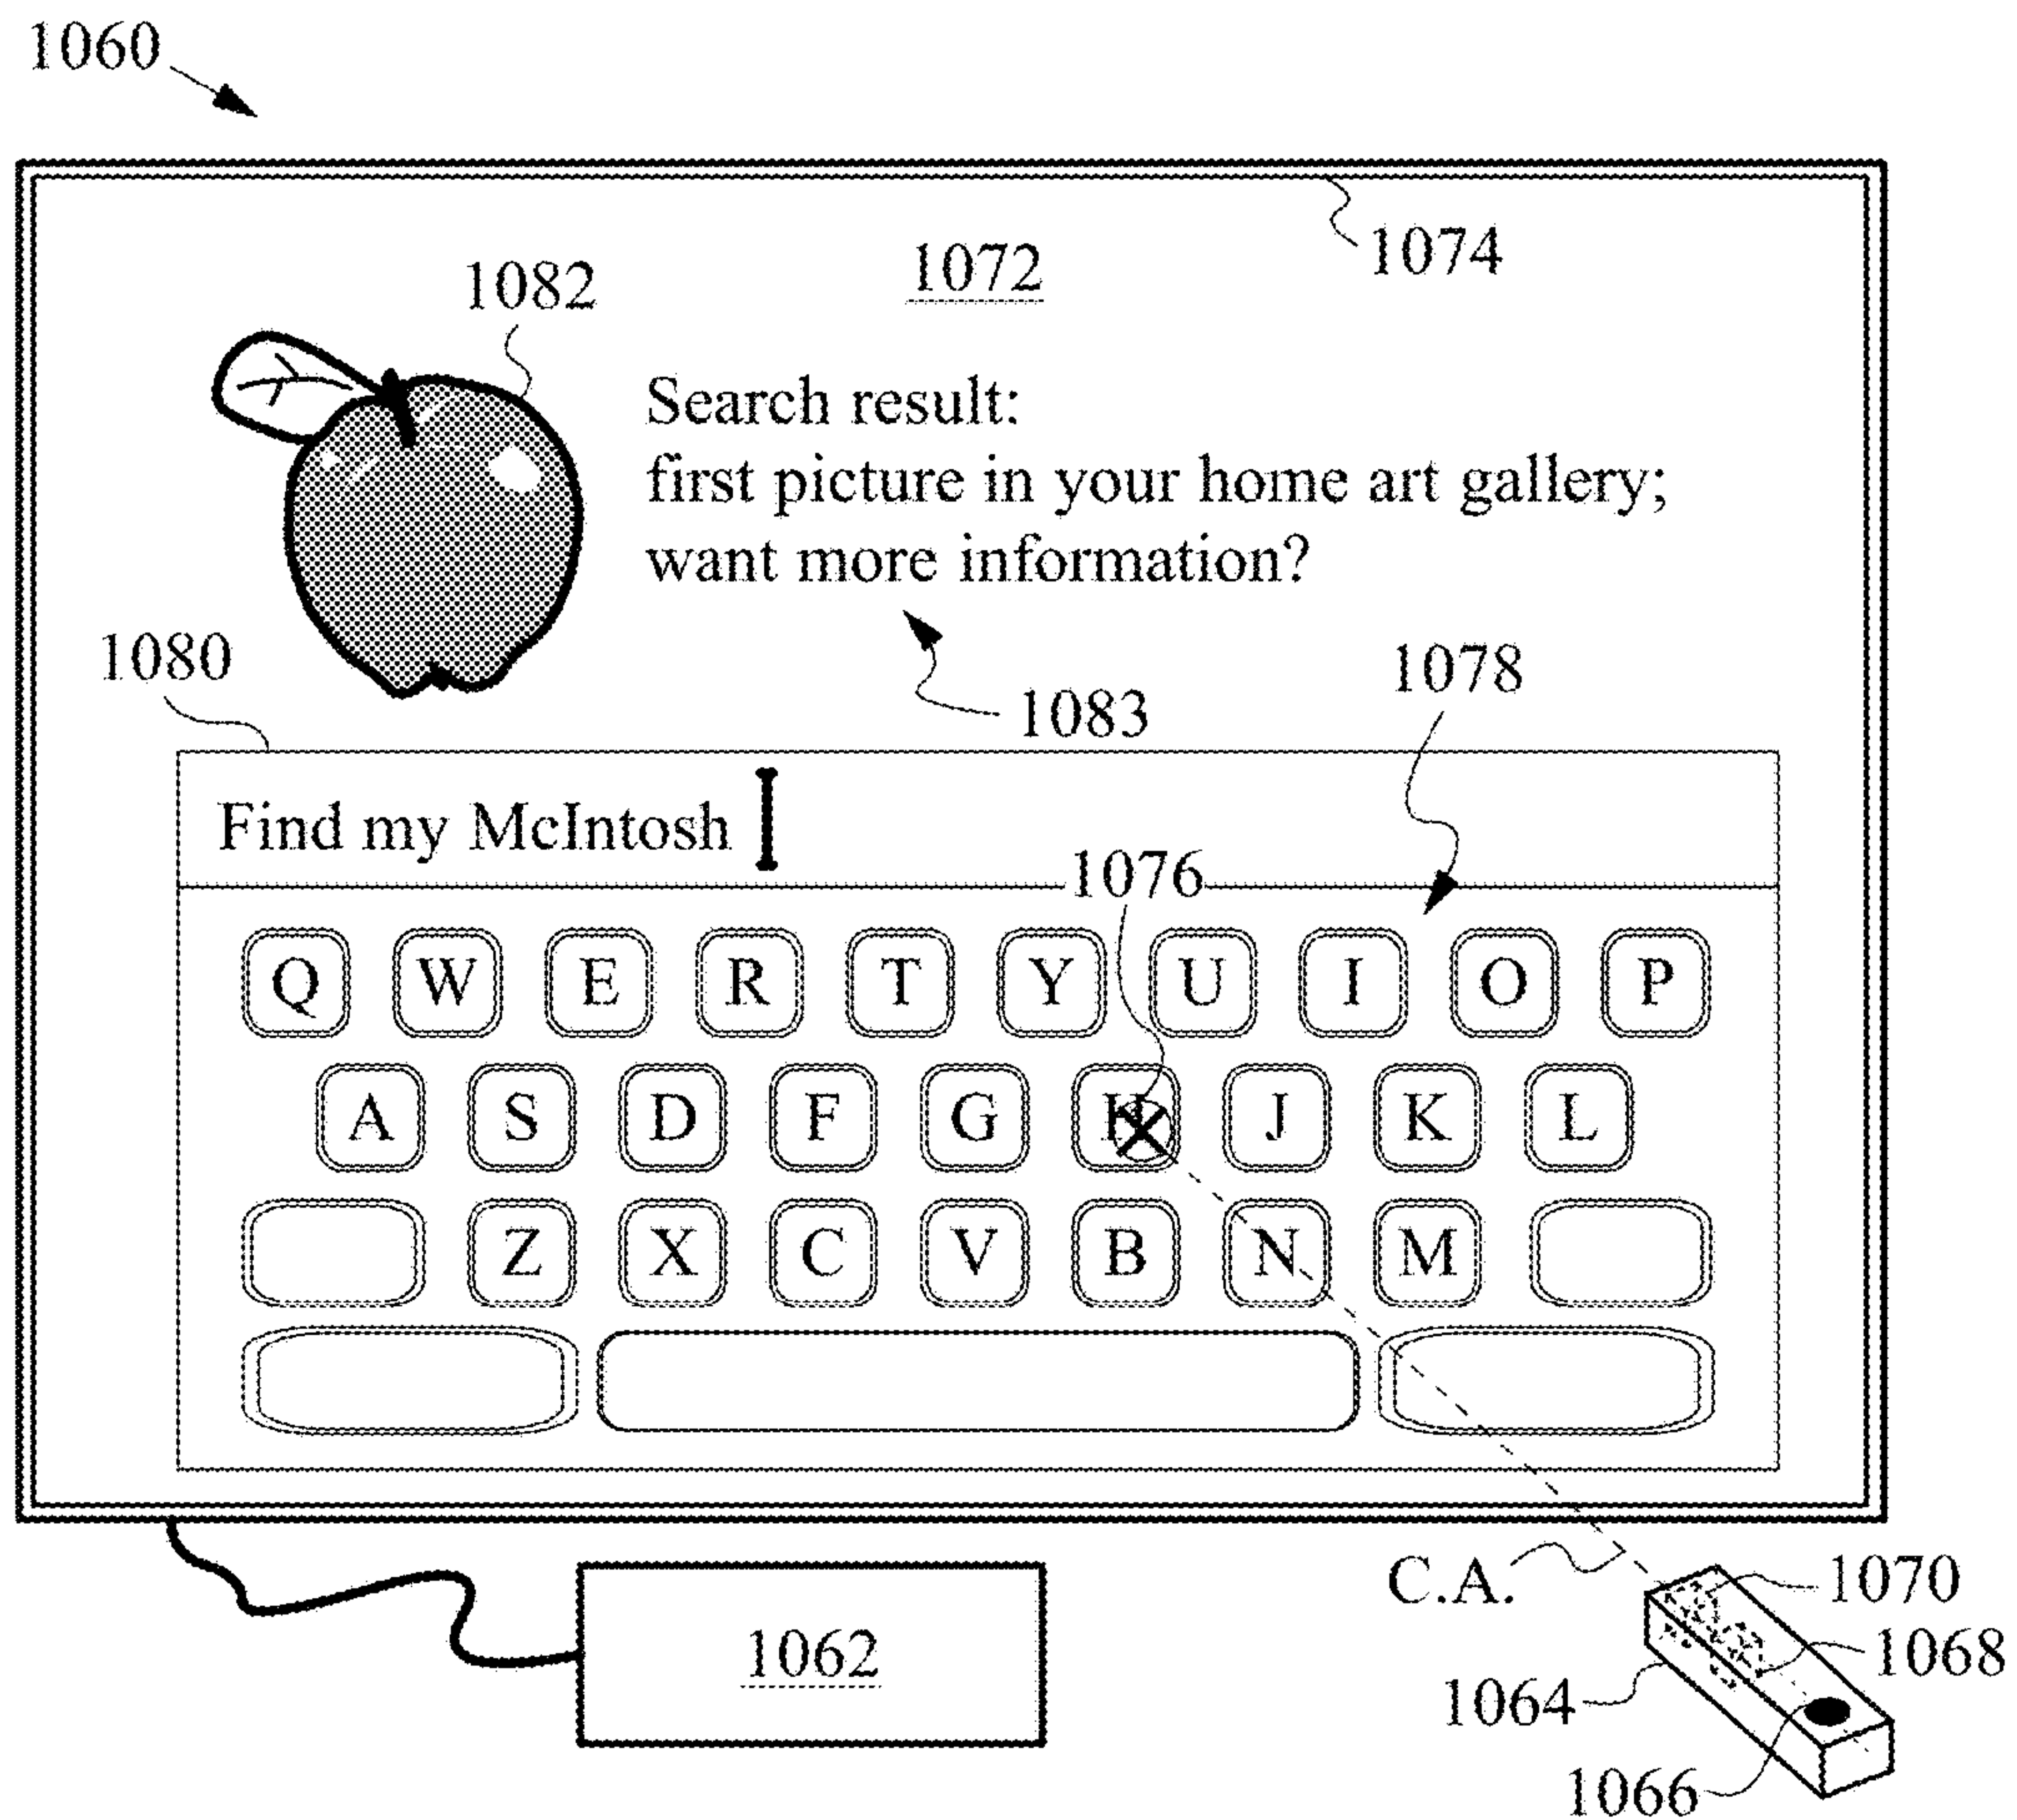 1060
1074
1072
1082
Search result:
first picture in your home art gallery;
want more information?
1080
1078
1083
Find my McIntosh
1076
Q W E R T Y U I O P
A S D F G H J K L
Z X C V B N M
C.A.
1070
1062
1068
1064
1066